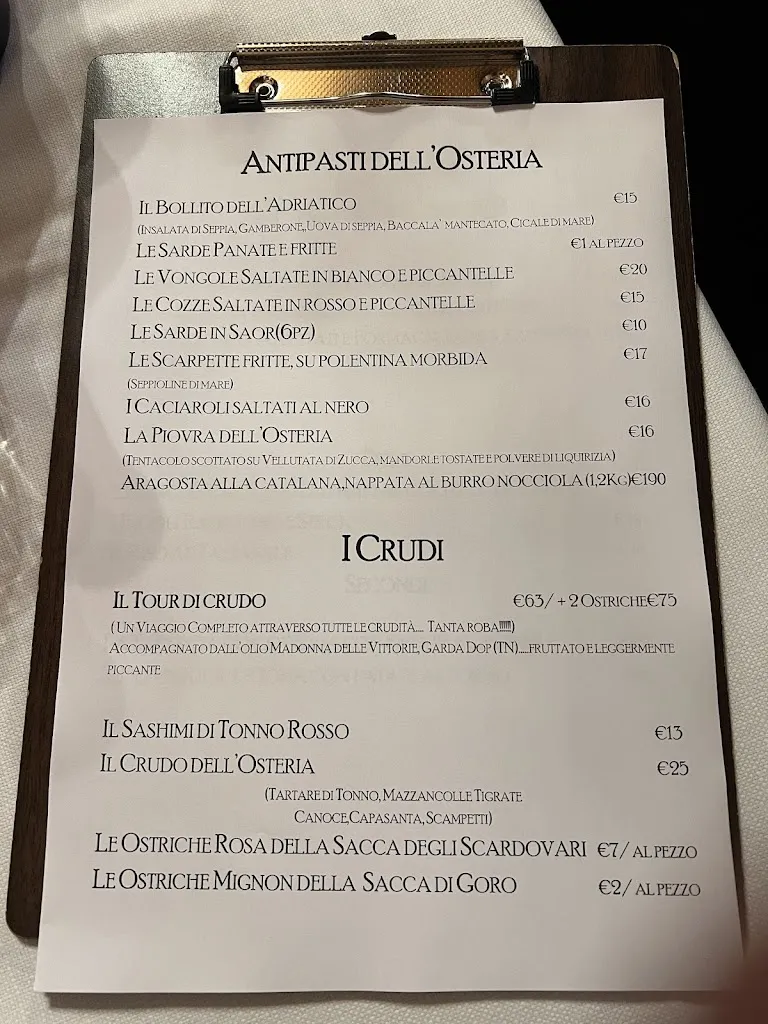 Antipasti dell'Osteria
Il Bollito dell'Adriatico €15
(Insalata di Seppia, Gamberone,,Uova di seppia, Baccala' mantecato, Cicale di mare)
Le Sarde Panate e fritte €1 al pezzo
Le Vongole Saltate in bianco e piccantelle €20
Le Cozze Saltate in rosso e piccantelle €15
Le Sarde in Saor(6pz) €10
Le Scarpette fritte, su polentina morbida €17
(Seppioline di mare)
I Caciaroli saltati al nero €16
La Piovra dell'Osteria €16
(Tentacolo scottato su Vellutata di Zucca, mandorle tostate e polvere di liquirizia)
Aragosta alla catalana,nappata al burro nocciola (1,2Kg)€190
I Crudi
Il Tour di crudo €63/ + 2 Ostriche€75
( Un Viaggio Completo attraverso tutte le crudità.... Tanta roba!!!!!!)
Accompagnato dall'olio Madonna delle Vittorie, Garda Dop (TN).....fruttato e leggermente
piccante
Il Sashimi di Tonno Rosso €13
Il Crudo dell'Osteria €25
(Tartare di Tonno, Mazzancolle Tigrate
Canoce,Capasanta, Scampetti)
Le Ostriche Rosa della Sacca degli Scardovari €7/ al pezzo
Le Ostriche Mignon della Sacca di Goro €2/ al pezzo